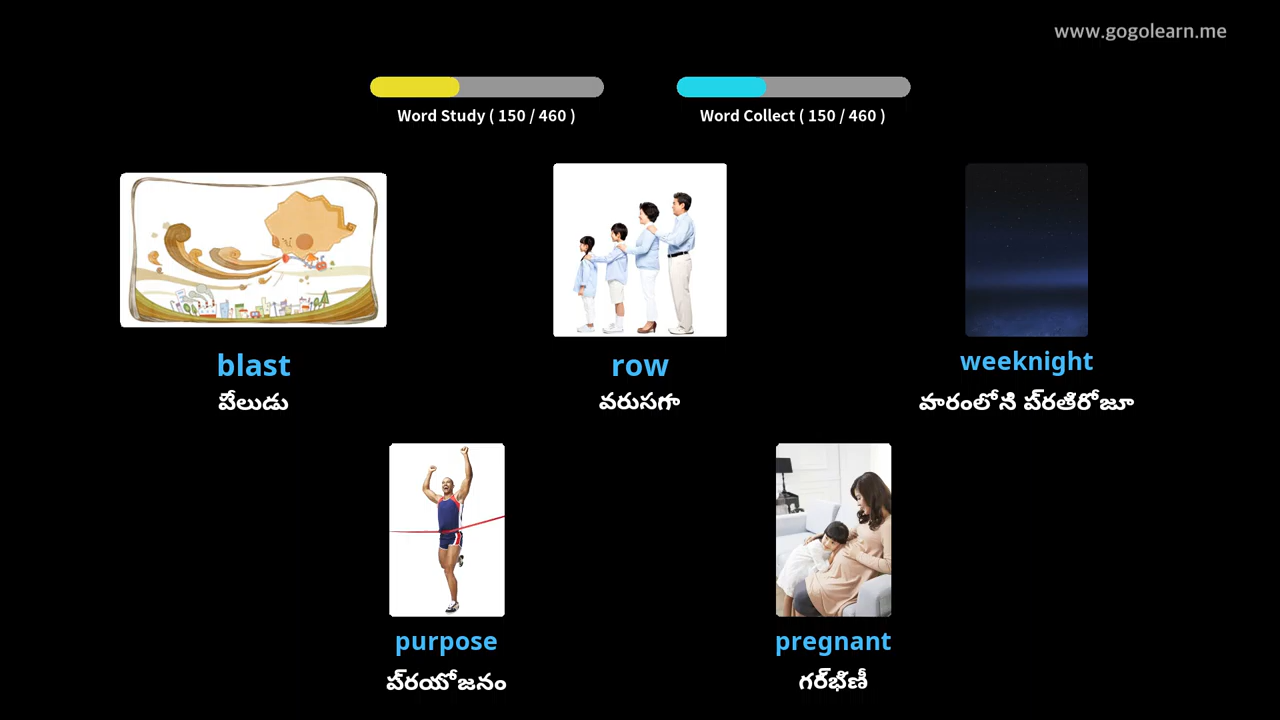 www.gogolearn.me
Word Study ( 150 / 460 )
Word Collect ( 150 / 460 )
blast
పేలుడు
row
వరుసగా
weeknight
వారంలోని ప్రతిరోజూ
purpose
ప్రయోజనం
pregnant
గర్భిణీ